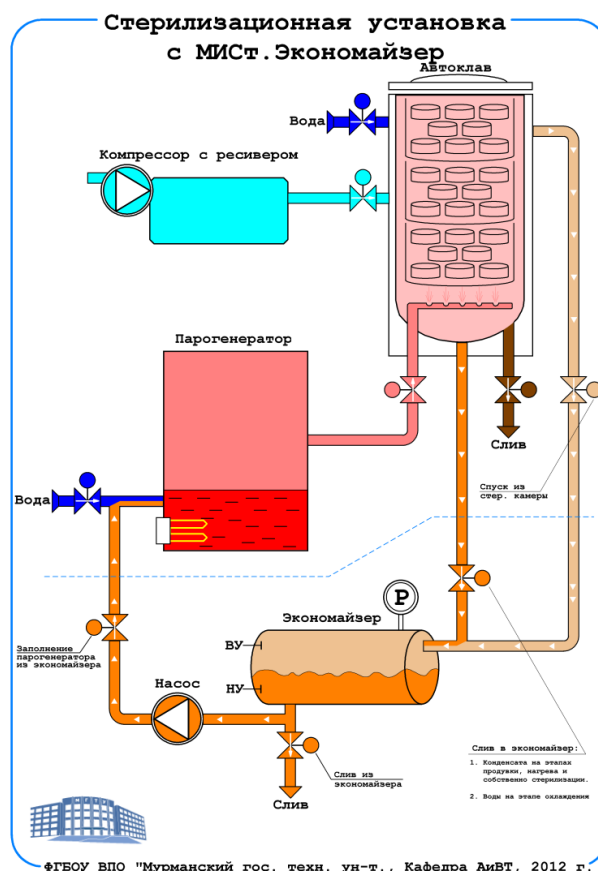 Стерилизационная установка
с МИСт.Экономайзер
Автоклав
Вода
Компрессор с ресивером
Парогенератор
Слив
Спуск из
стер. камеры
Вода
P
Экономайзер
ВУ
Заполнение
парогенератора
из экономайзера
Насос
НУ
Слив в экономайзер:
1. Конденсата на этапах
продувки, нагрева и
собственно стерилизации.
2. Воды на этапе охлаждения
Слив из
экономайзера
Слив
ФГБОУ ВПО "Мурманский гос. техн. ун-т., Кафедра АиВТ. 2012 г.